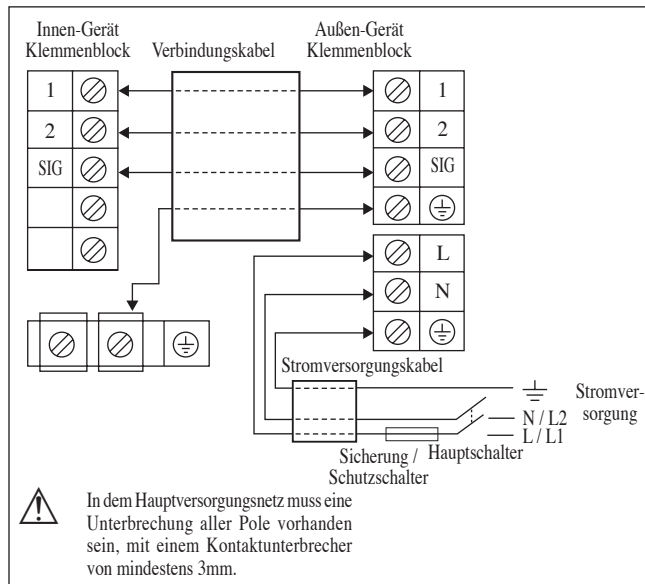 Innen-Gerät
Klemmenblock
Verbindungskabel
Außen-Gerät
Klemmenblock
1
2
SIG
1
2
SIG
L
N
Stromversorgungskabel
Stromver-
sorgung
N / L2
L / L1
Sicherung /
Schutzschalter
Hauptschalter
In dem Hauptversorgungsnetz muss eine
Unterbrechung aller Pole vorhanden
sein, mit einem Kontaktunterbrecher
von mindestens 3mm.